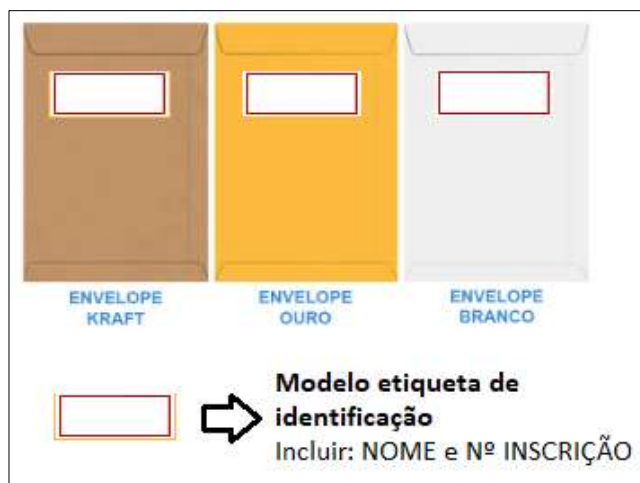 ENVELOPE ENVELOPE ENVELOPE
KRAFT OURO BRANCO
Modelo etiqueta de
identificação
Incluir: NOME e Nº INSCRIÇÃO